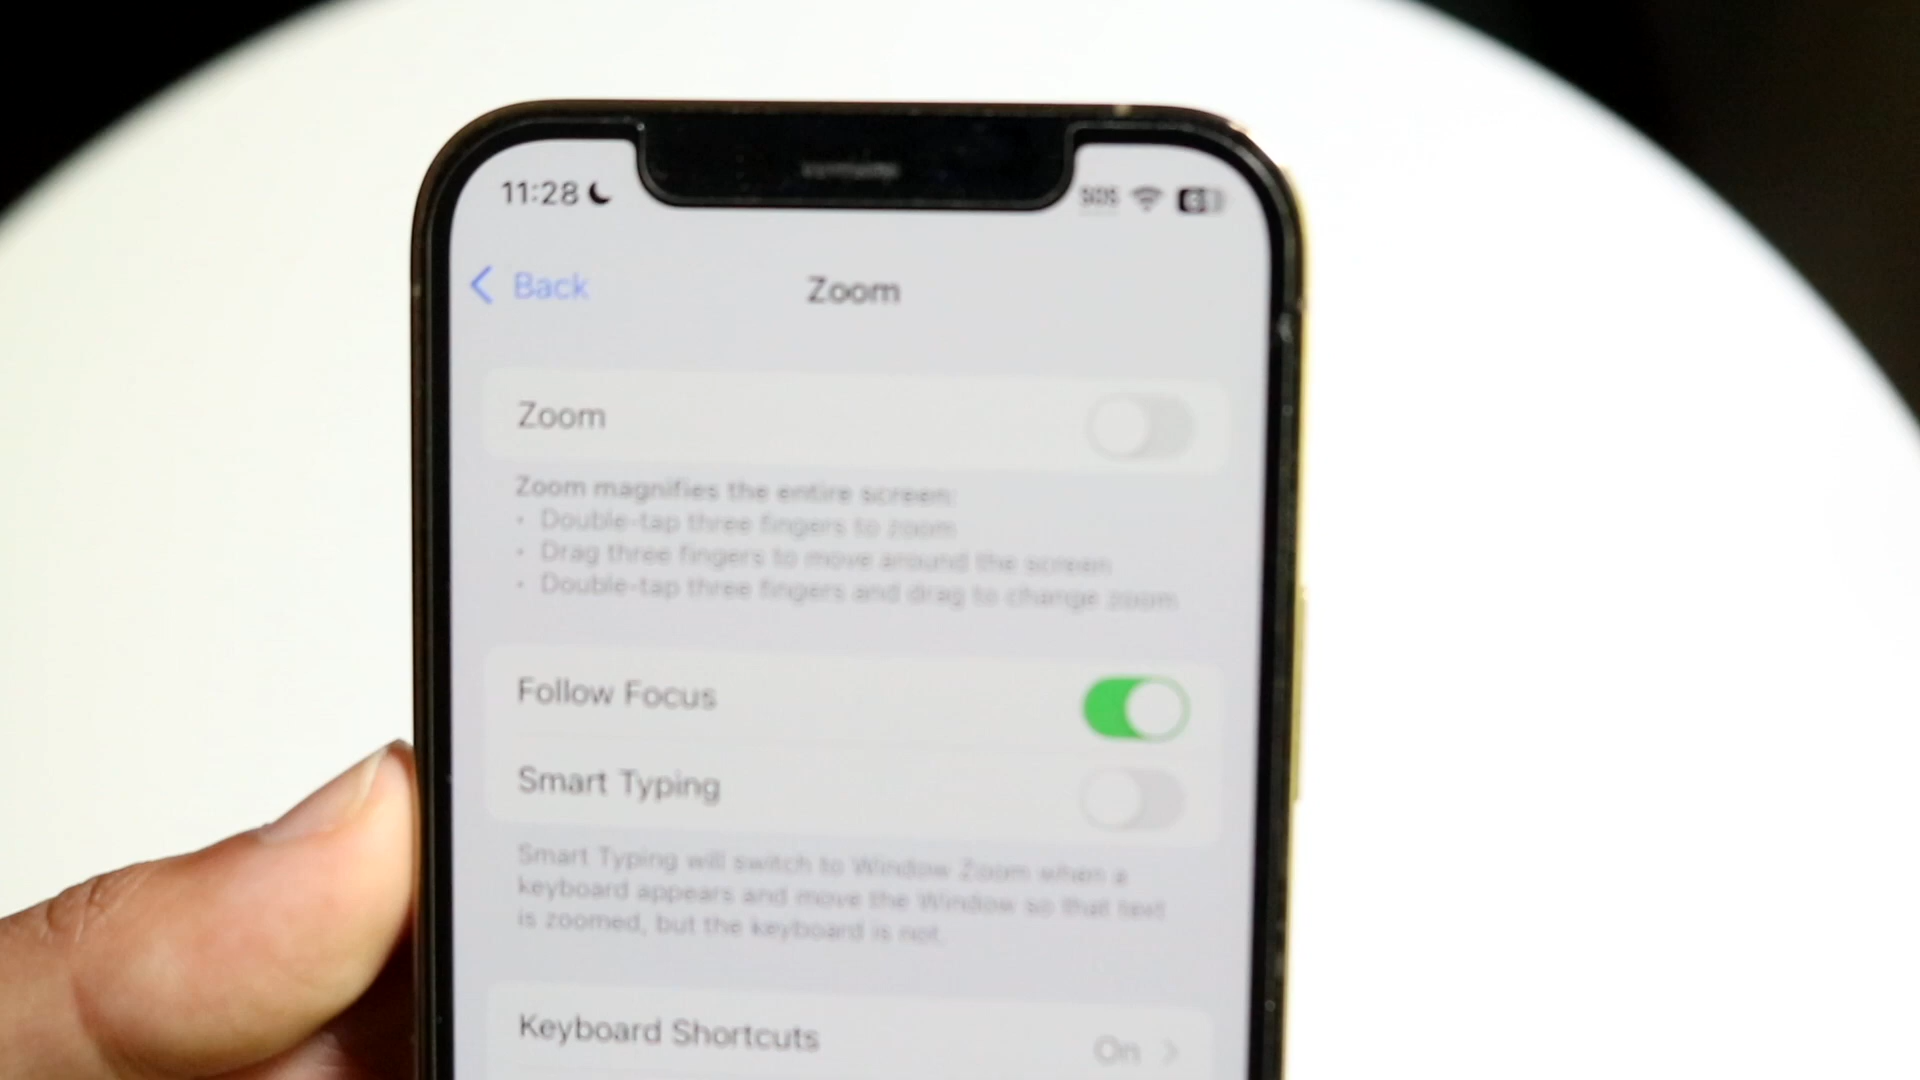 11:28 SOS
Back Zoom
Zoom
Zoom magnifies the entire screen:
• Double-tap three fingers to zoom
• Drag three fingers to move around the screen
• Double-tap three fingers and drag to change zoom
Follow Focus
Smart Typing
Smart Typing will switch to Window Zoom when a
keyboard appears and move the Window so that text
is zoomed, but the keyboard is not.
Keyboard Shortcuts On